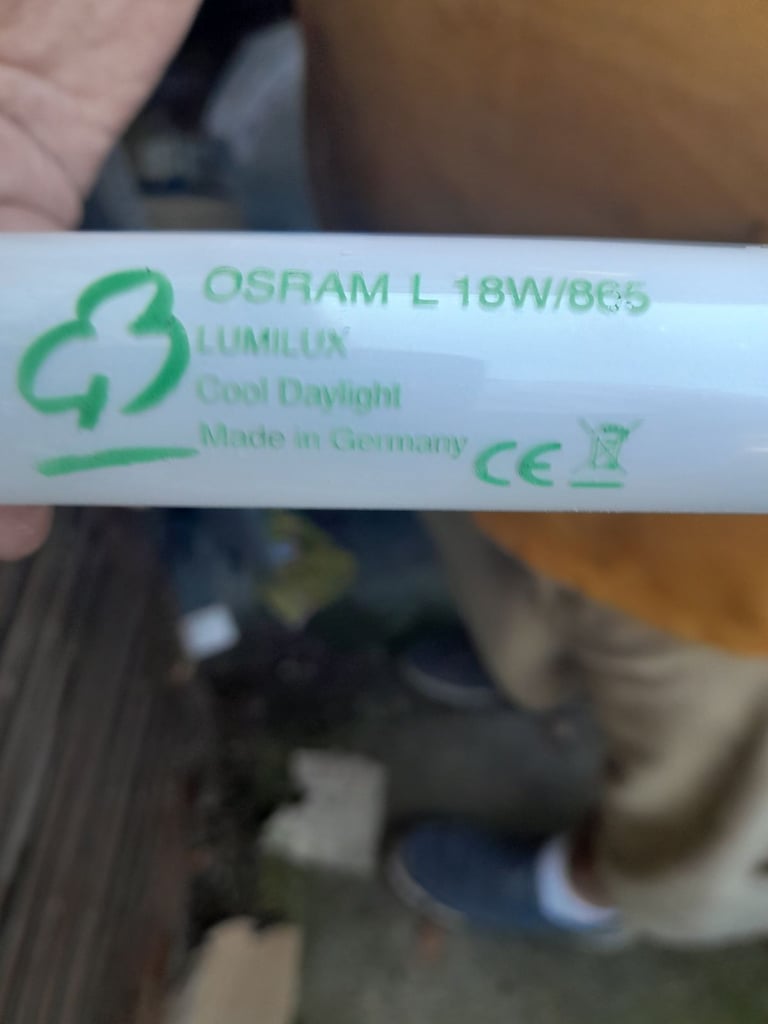 OSRAM L 18W/865
LUMILUX
Cool Daylight
Made in Germany
CE